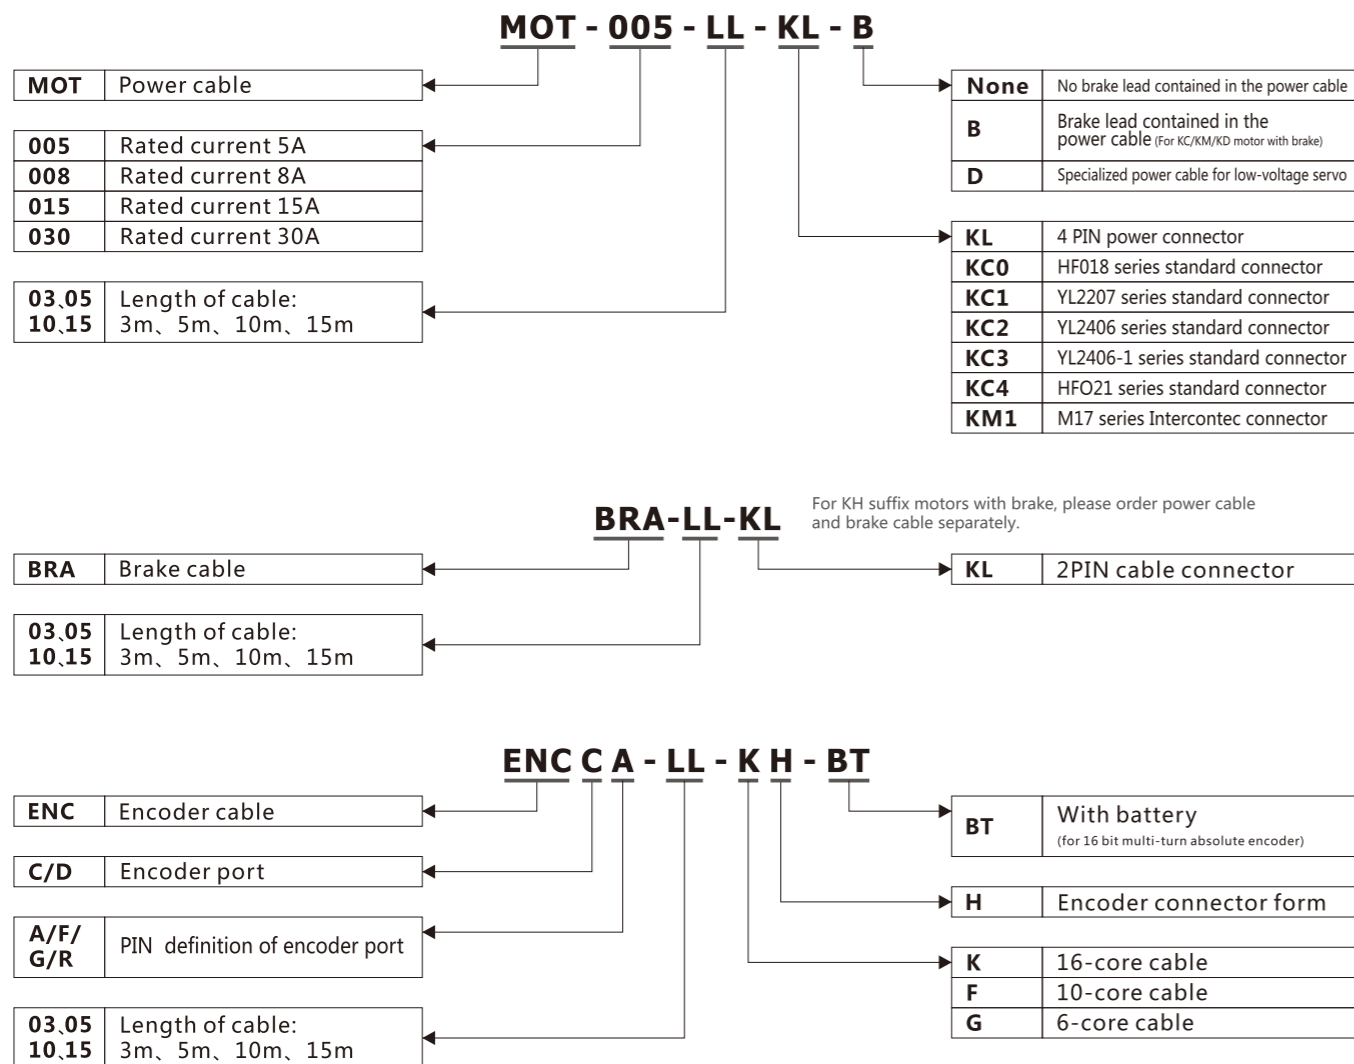 MOT - 005 - LL - KL - B
MOT Power cable
005 Rated current 5A
008 Rated current 8A
015 Rated current 15A
030 Rated current 30A
03、05 Length of cable:
10、15 3m、5m、10m、15m
None No brake lead contained in the power cable
B Brake lead contained in the
power cable (For KC/KM/KD motor with brake)
D Specialized power cable for low-voltage servo
KL 4 PIN power connector
KC0 HF018 series standard connector
KC1 YL2207 series standard connector
KC2 YL2406 series standard connector
KC3 YL2406-1 series standard connector
KC4 HFO21 series standard connector
KM1 M17 series Intercontec connector
BRA-LL-KL
For KH suffix motors with brake, please order power cable
and brake cable separately.
BRA Brake cable
03、05 Length of cable:
10、15 3m、5m、10m、15m
KL 2PIN cable connector
ENC C A - LL - K H - BT
ENC Encoder cable
C/D Encoder port
A/F/
G/R PIN definition of encoder port
03、05 Length of cable:
10、15 3m、5m、10m、15m
BT With battery
(for 16 bit multi-turn absolute encoder)
H Encoder connector form
K 16-core cable
F 10-core cable
G 6-core cable